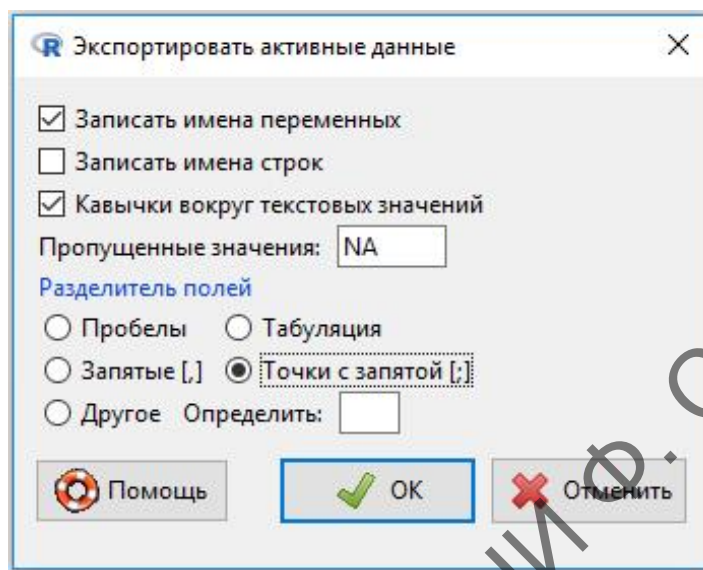 Экспортировать активные данные
Записать имена переменных
Записать имена строк
Кавычки вокруг текстовых значений
Пропущенные значения: NA
Разделитель полей
Пробелы Табуляция
Запятые [,] Точки с запятой [;]
Другое Определить:
Помощь OK Отменить